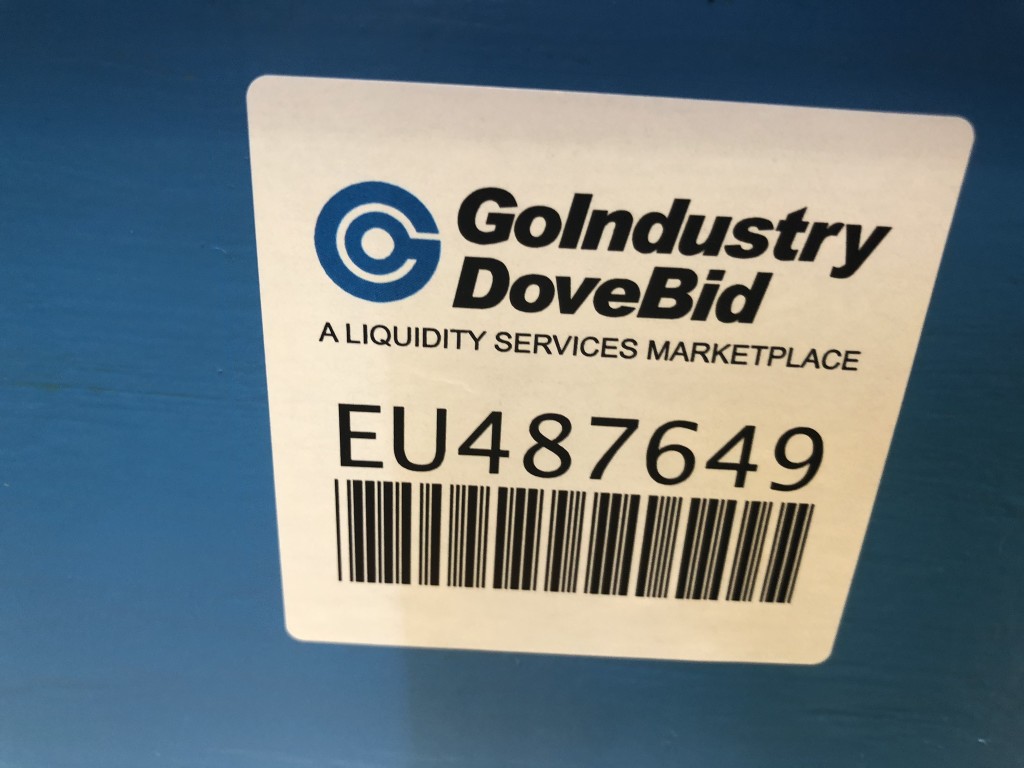 GoIndustry
DoveBid
A LIQUIDITY SERVICES MARKETPLACE
EU487649